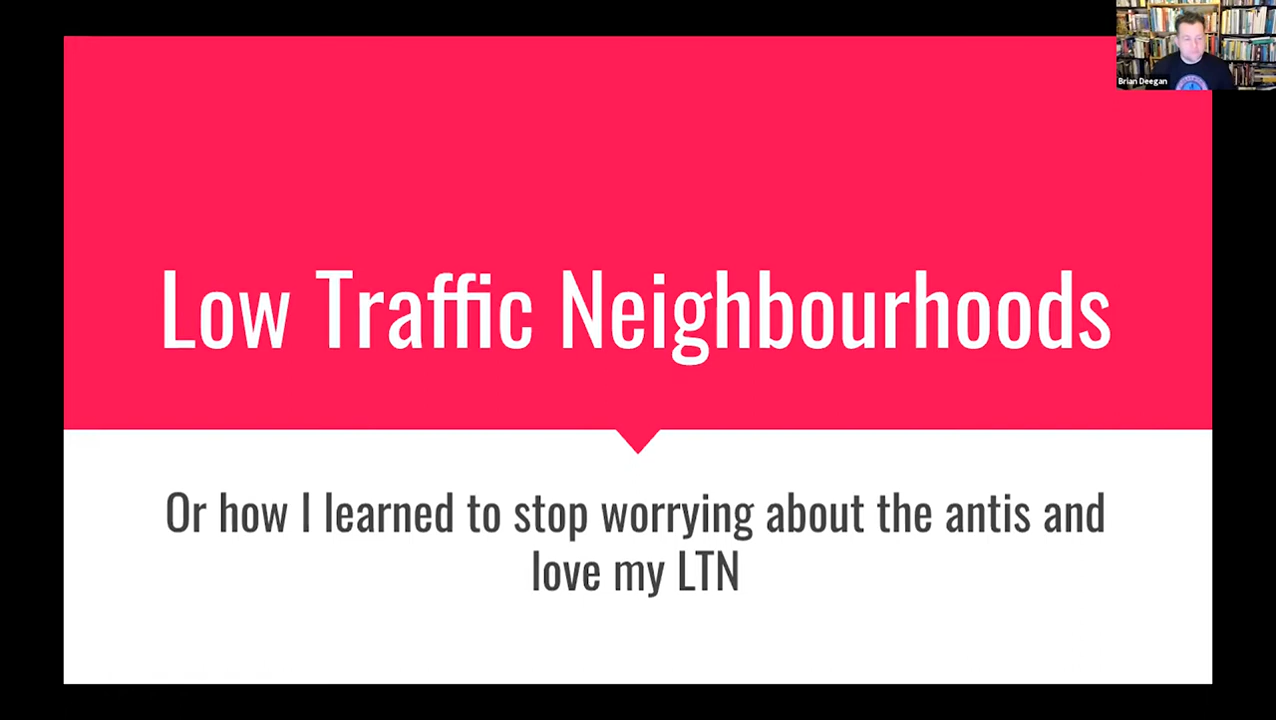 Brian Deegan
Low Traffic Neighbourhoods
Or how I learned to stop worrying about the antis and
love my LTN